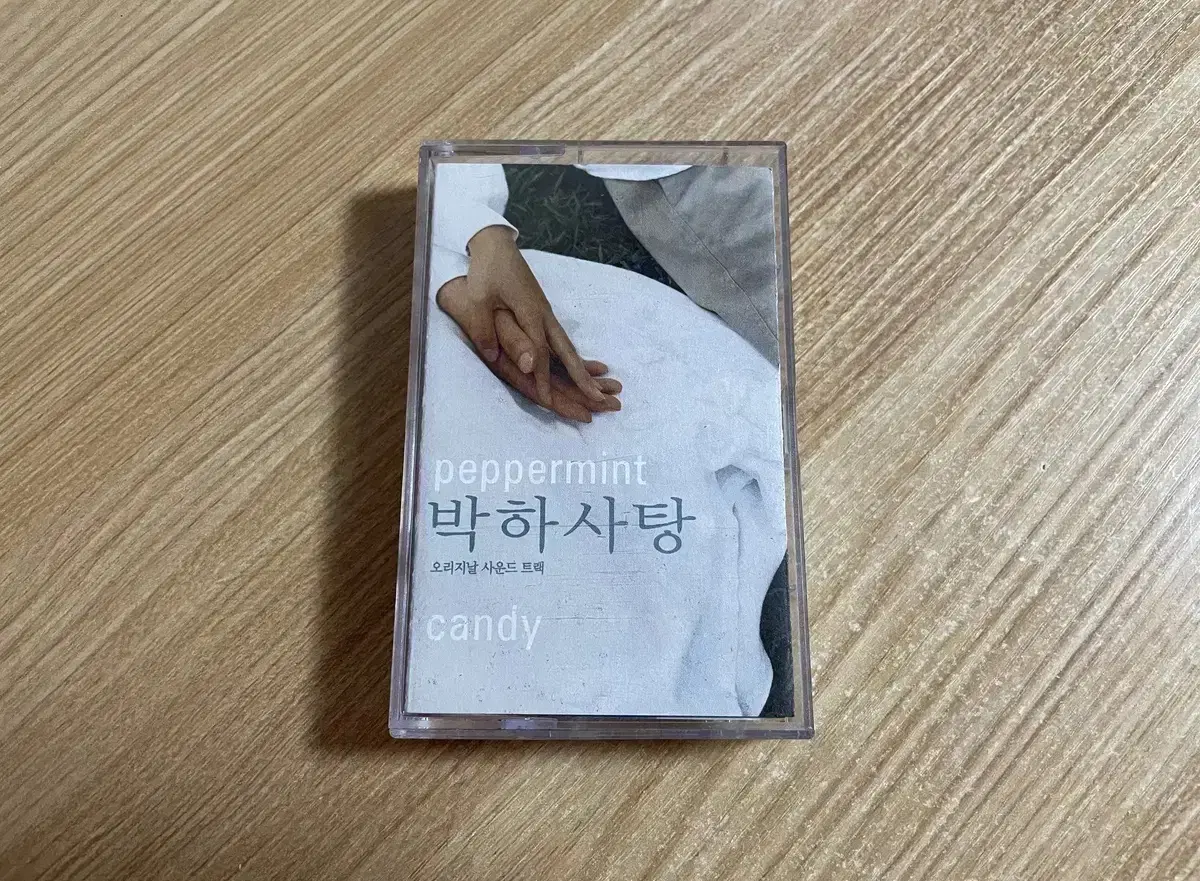 peppermint
박하사탕
오리지날 사운드 트랙
candy